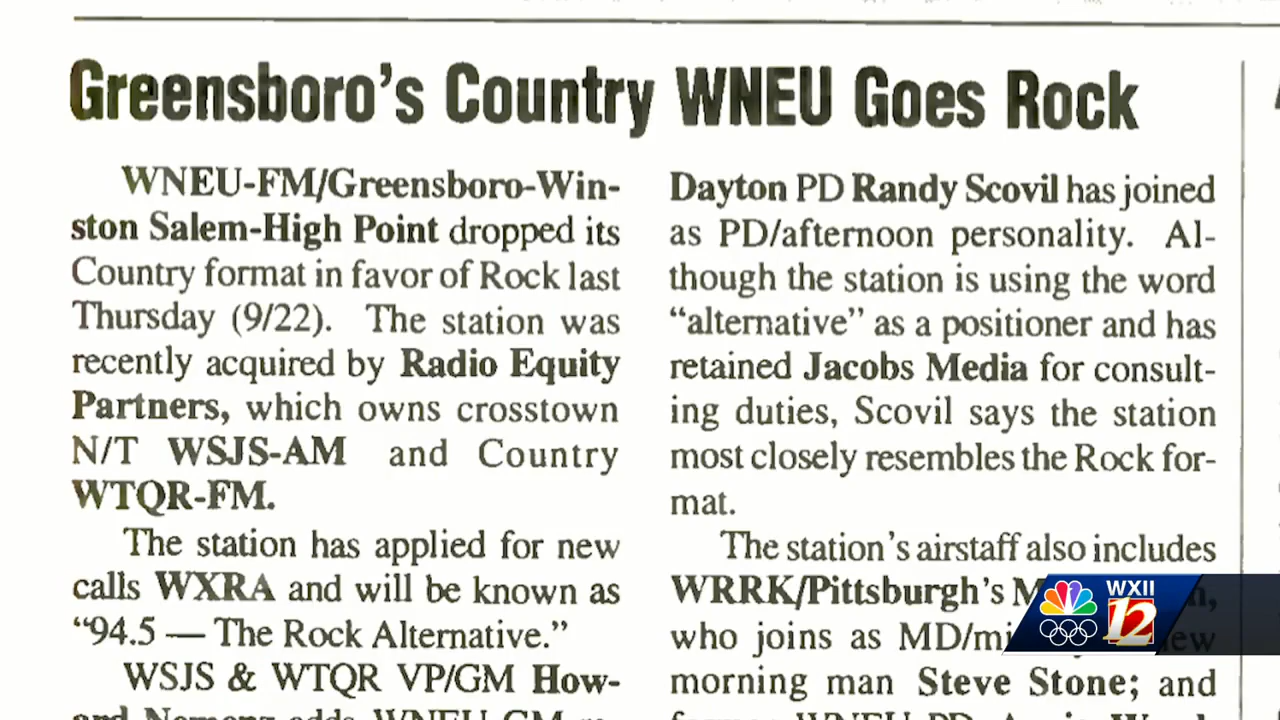 Greensboro's Country WNEU Goes Rock
WNEU-FM/Greensboro-Win-
ston Salem-High Point dropped its
Country format in favor of Rock last
Thursday (9/22). The station was
recently acquired by Radio Equity
Partners, which owns crosstown
N/T WSJS-AM and Country
WTQR-FM.
The station has applied for new
calls WXRA and will be known as
“94.5 — The Rock Alternative.”
WSJS & WTQR VP/GM How-
Dayton PD Randy Scovil has joined
as PD/afternoon personality. Al-
though the station is using the word
“alternative” as a positioner and has
retained Jacobs Media for consult-
ing duties, Scovil says the station
most closely resembles the Rock for-
mat.
The station's airstaff also includes
WRRK/Pittsburgh's
who joins as
morning man Steve Stone; and
WXII
12